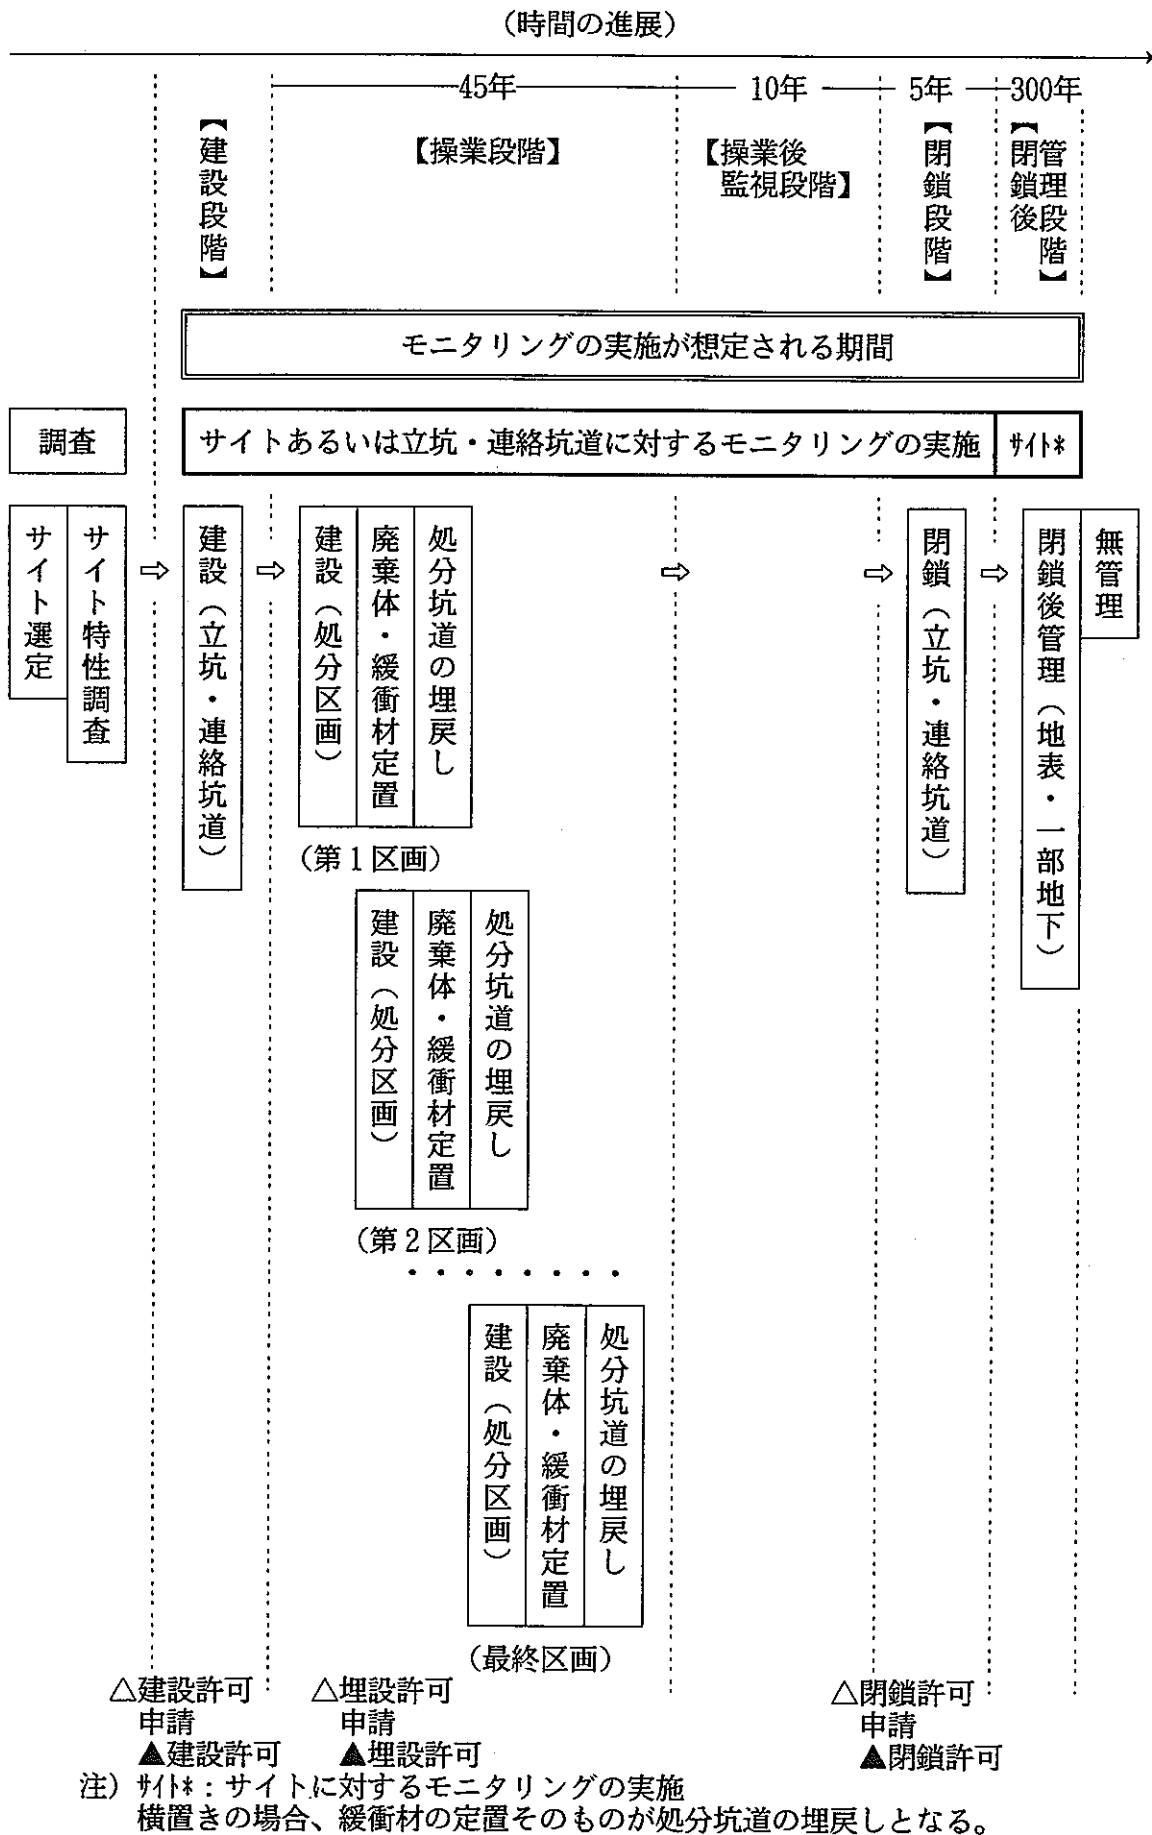 （時間の進展）
45年
10年
5年
300年
【建設段階】
【操業段階】
【操業後
監視段階】
【閉鎖段階】
【閉鎖後
管理段階】
モニタリングの実施が想定される期間
調査
サイトあるいは立坑・連絡坑道に対するモニタリングの実施
ｻｲﾄ*
サイト選定
サイト特性調査
⇨
建設（立坑・連絡坑道）
⇨
建設（処分区画）
廃棄体・緩衝材定置
処分坑道の埋戻し
（第１区画）
⇨
⇨
閉鎖（立坑・連絡坑道）
⇨
閉鎖後管理（地表・一部地下）
無管理
建設（処分区画）
廃棄体・緩衝材定置
処分坑道の埋戻し
（第２区画）
・・・・・・・・
建設（処分区画）
廃棄体・緩衝材定置
処分坑道の埋戻し
（最終区画）
△建設許可
申請
▲建設許可
△埋設許可
申請
▲埋設許可
△閉鎖許可
申請
▲閉鎖許可
注）ｻｲﾄ*：サイトに対するモニタリングの実施
横置きの場合、緩衝材の定置そのものが処分坑道の埋戻しとなる。